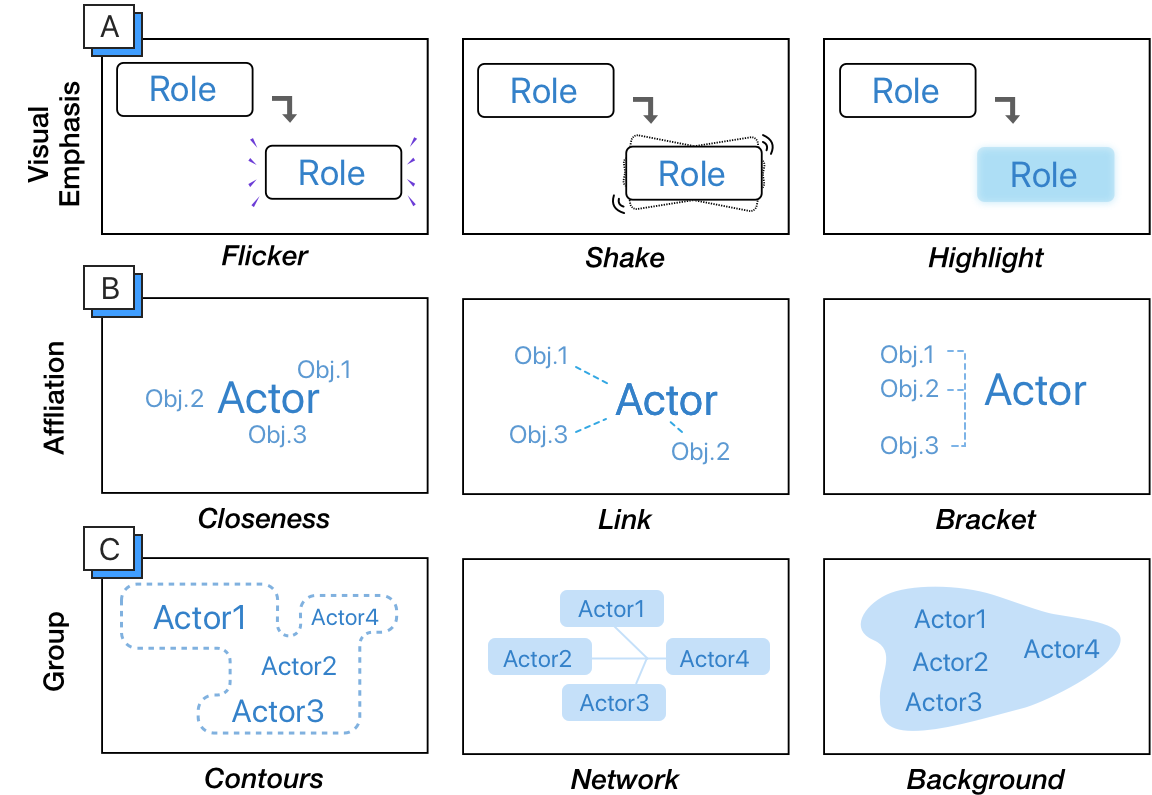 A
Visual
Emphasis
Role
Role
Flicker
Role
Role
Shake
Role
Role
Highlight
B
Affliation
Obj.1
Obj.2 Actor
Obj.3
Closeness
Obj.1
Actor
Obj.3
Obj.2
Link
Obj.1
Obj.2 Actor
Obj.3
Bracket
C
Group
Actor1 Actor4
Actor2
Actor3
Contours
Actor1
Actor2 Actor4
Actor3
Network
Actor1
Actor4
Actor2
Actor3
Background